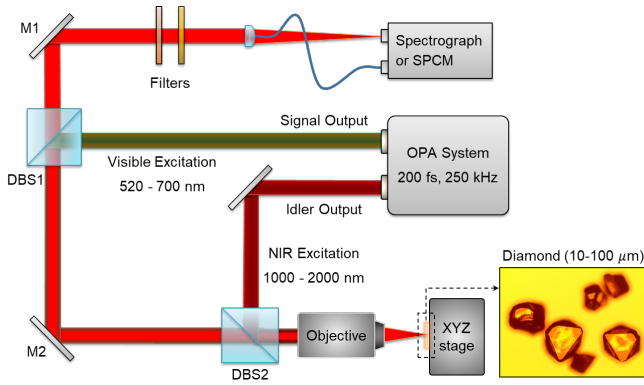 M1
Filters
Spectrograph
or SPCM
Signal Output
DBS1
Visible Excitation
520 - 700 nm
OPA System
200 fs, 250 kHz
Idler Output
NIR Excitation
1000 - 2000 nm
Diamond (10-100 μm)
M2
DBS2
Objective
XYZ
stage